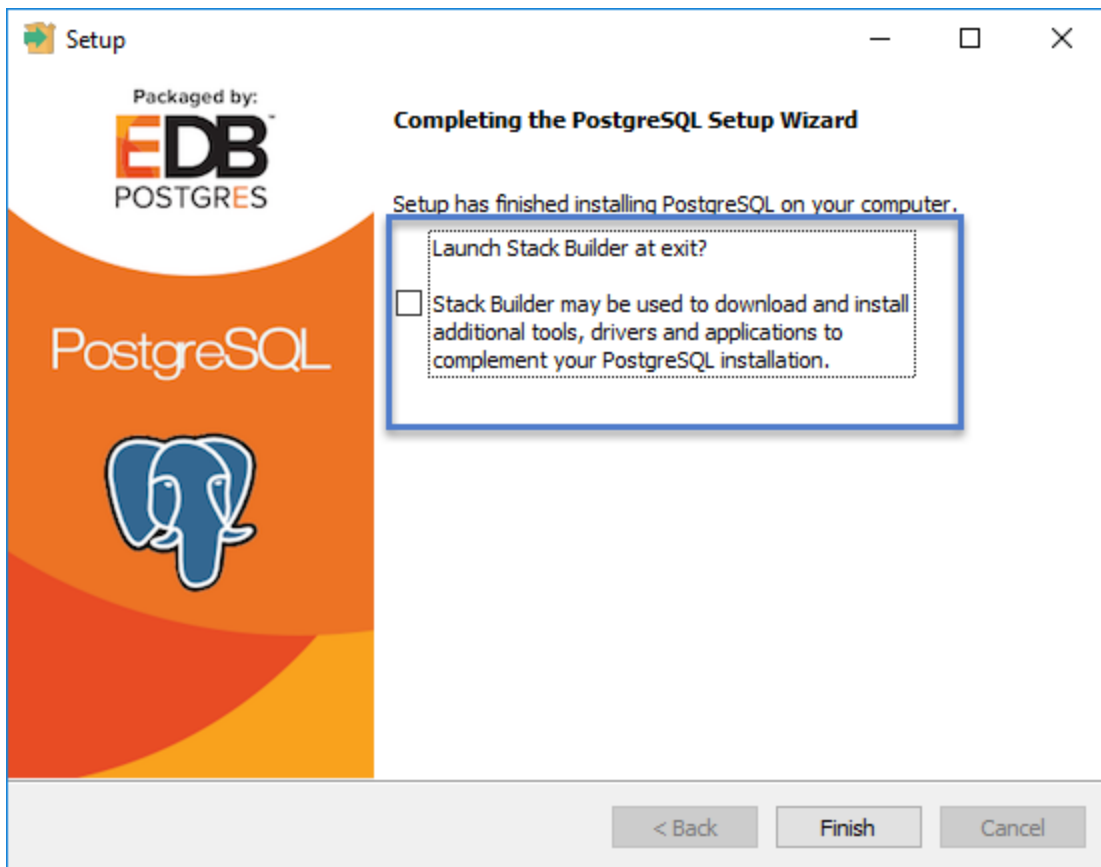 Setup
Packaged by:
EDB™
POSTGRES
PostgreSQL
Completing the PostgreSQL Setup Wizard
Setup has finished installing PostgreSQL on your computer.
Launch Stack Builder at exit?
Stack Builder may be used to download and install
additional tools, drivers and applications to
complement your PostgreSQL installation.
< Back
Finish
Cancel